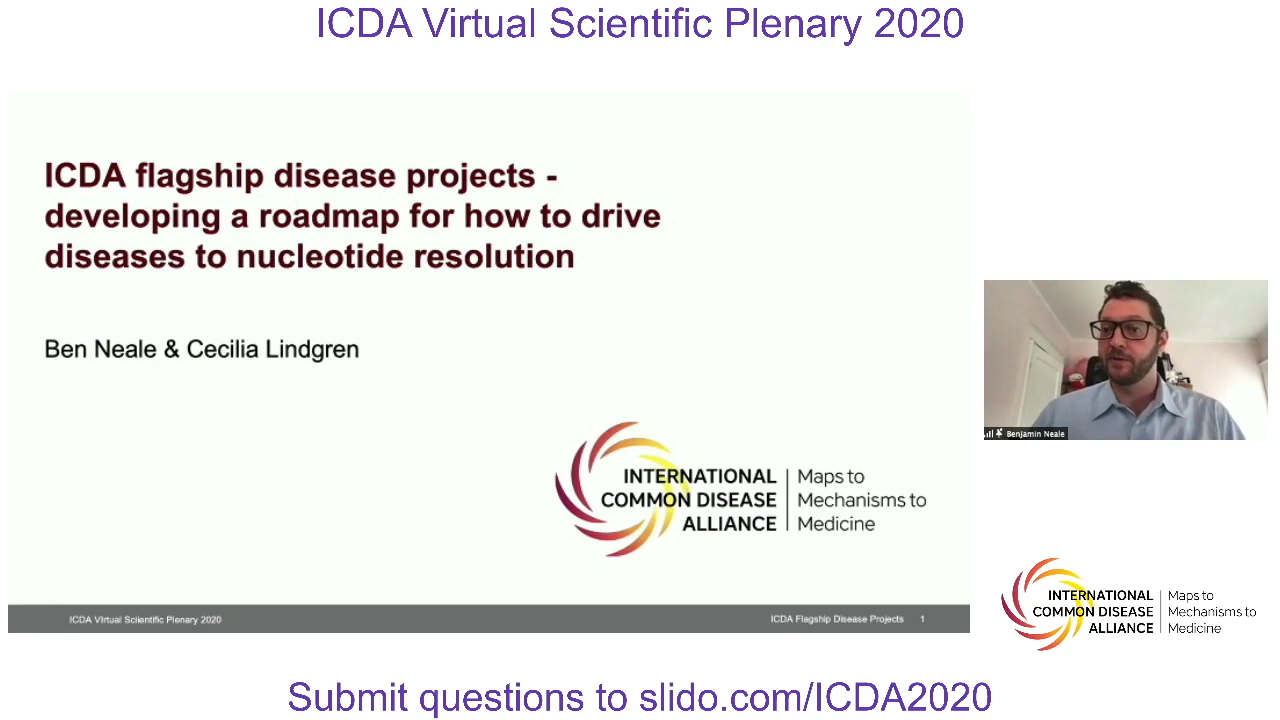 ICDA Virtual Scientific Plenary 2020
ICDA flagship disease projects -
developing a roadmap for how to drive
diseases to nucleotide resolution
Ben Neale & Cecilia Lindgren
INTERNATIONAL
COMMON DISEASE
ALLIANCE
Maps to
Mechanisms to
Medicine
ICDA Virtual Scientific Plenary 2020
ICDA Flagship Disease Projects 1
Benjamin Neale
INTERNATIONAL
COMMON DISEASE
ALLIANCE
Maps to
Mechanisms to
Medicine
Submit questions to slido.com/ICDA2020